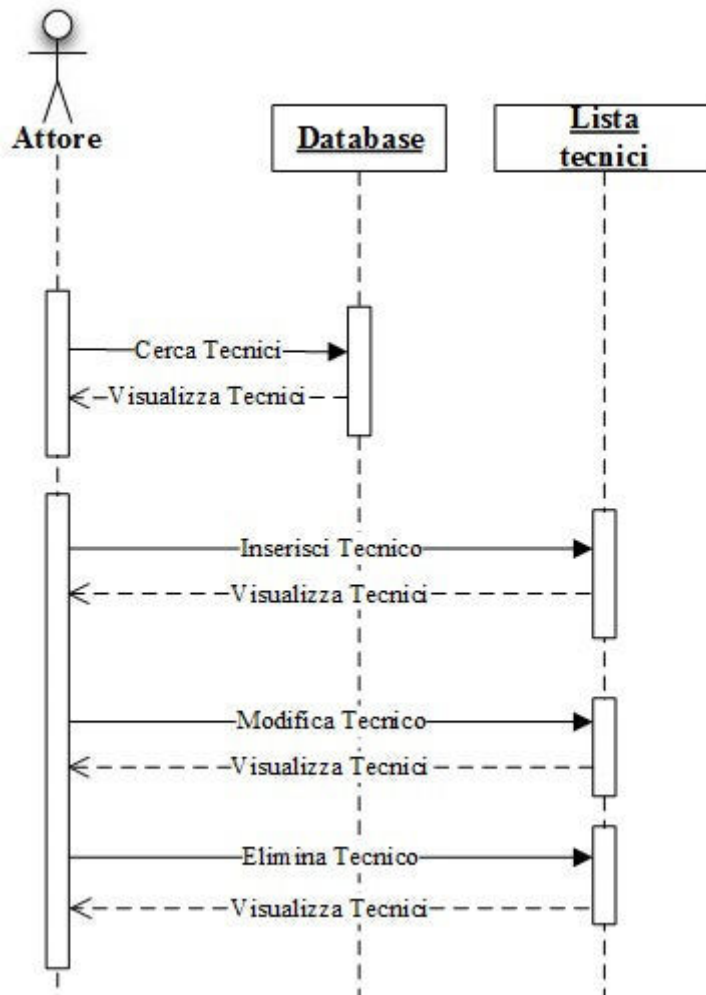 Attore
Database
Lista
tecnici
Cerca Tecnici
Visualizza Tecnici
Inserisci Tecnico
Visualizza Tecnici
Modifica Tecnico
Visualizza Tecnici
Elimina Tecnico
Visualizza Tecnici